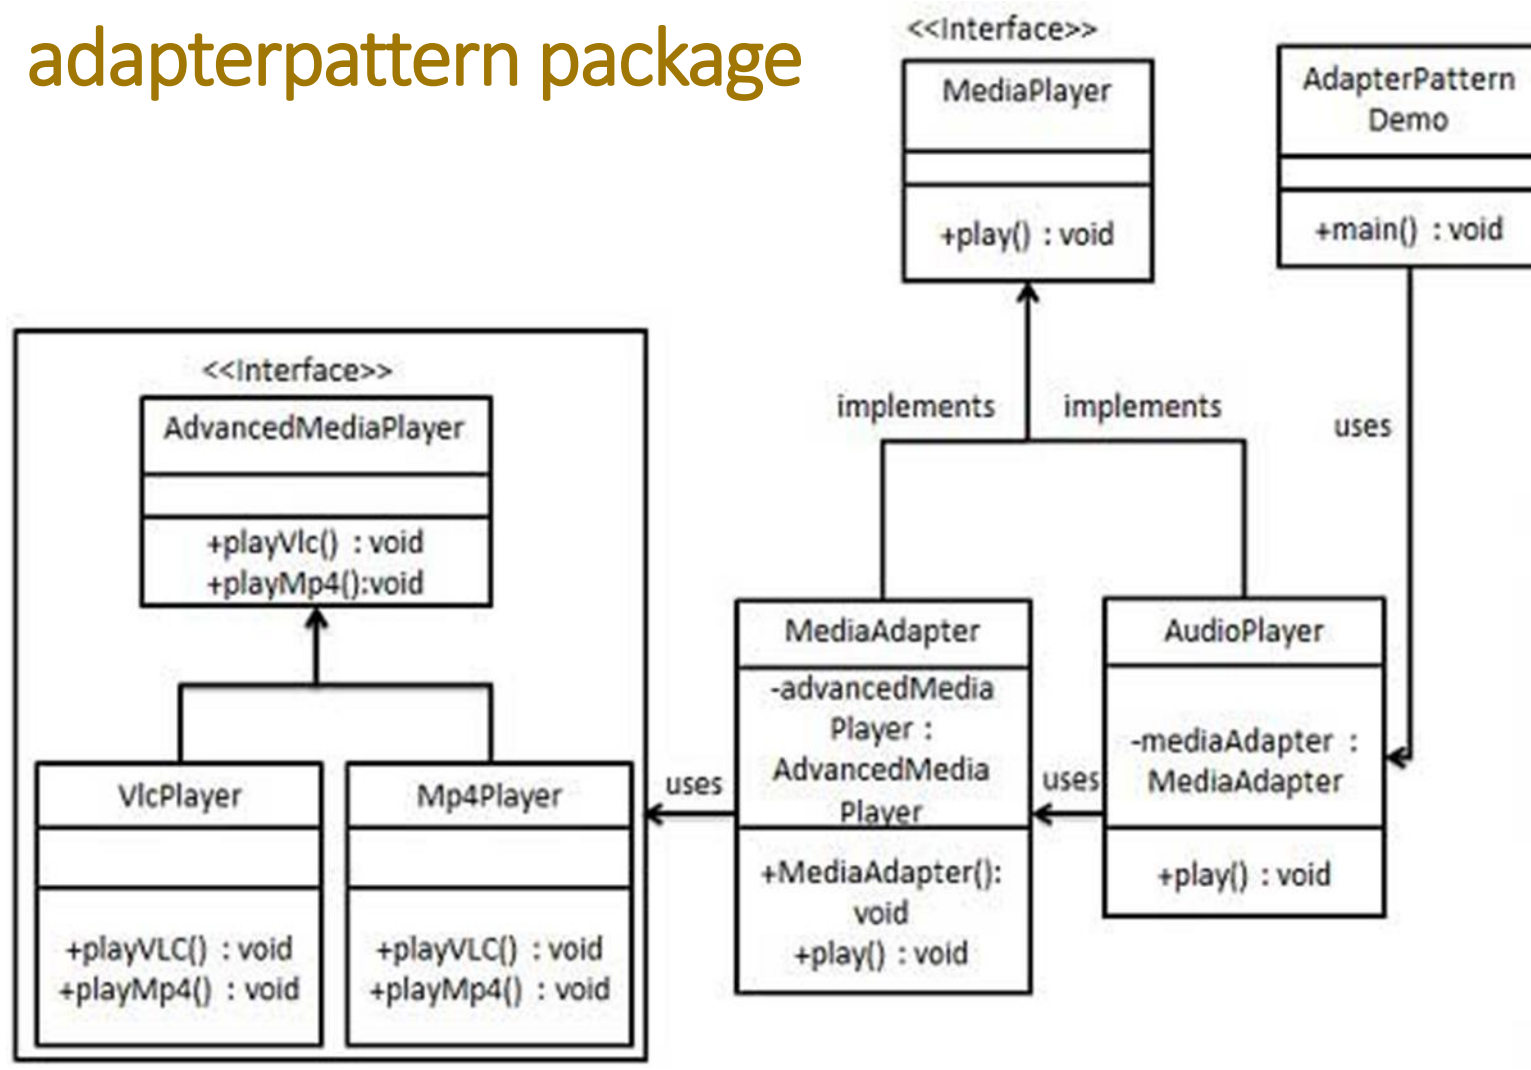 adapterpattern package
<<Interface>>
MediaPlayer
+play() : void
AdapterPattern
Demo
+main() : void
implements
implements
uses
<<Interface>>
AdvancedMediaPlayer
+playVlc() : void
+playMp4():void
VlcPlayer
+playVLC() : void
+playMp4() : void
Mp4Player
+playVLC() : void
+playMp4() : void
uses
MediaAdapter
-advancedMedia
Player :
AdvancedMedia
Player
+MediaAdapter():
void
+play() : void
uses
AudioPlayer
-mediaAdapter :
MediaAdapter
+play() : void